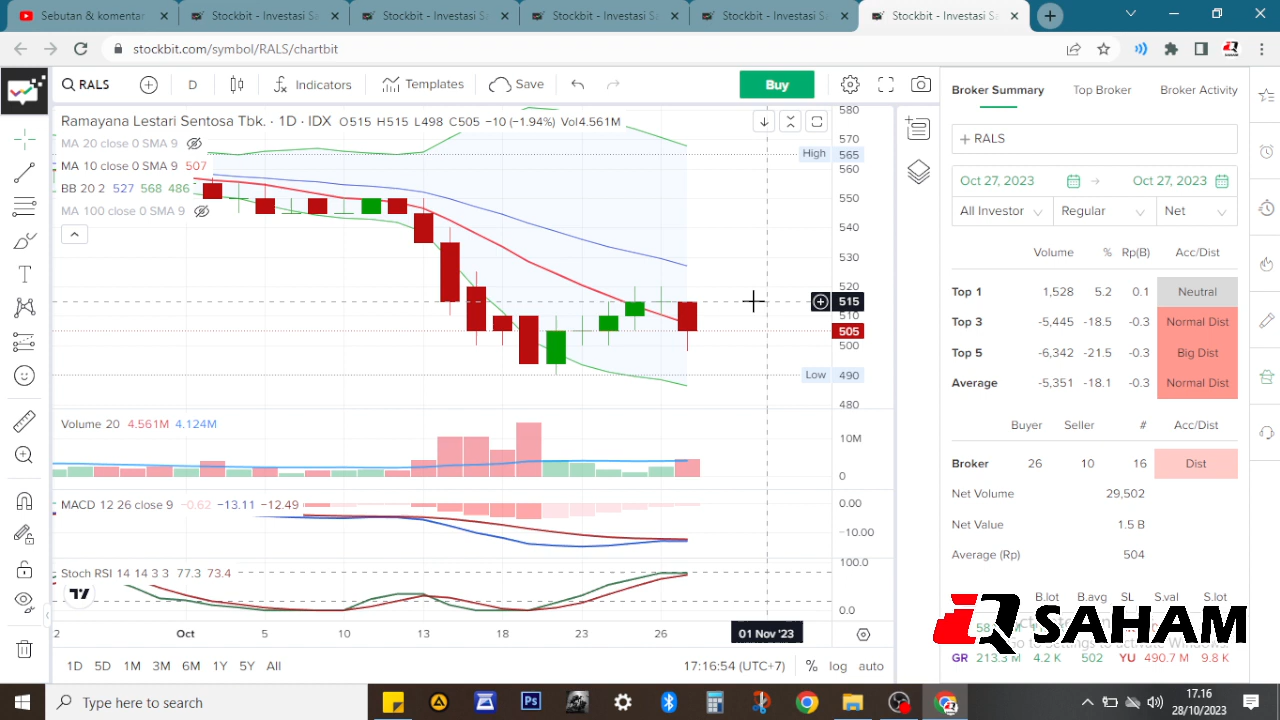 Sebutan & komentar
Stockbit - Investasi Sa
Stockbit - Investasi S
Stockbit - Investasi S
Stockbit - Investasi Sa
Stockbit - Investasi Sa
Stockbit - Investasi Sa
stockbit.com/symbol/RALS/chartbit
RALS D Indicators Templates Save Buy
Ramayana Lestari Sentosa Tbk. · 1D · IDX O515 H515 L498 C505 −10 (−1.94%) Vol4.561M
MA 20 close 0 SMA 9
MA 10 close 0 SMA 9 507
BB 20 2 527 568 486
MA 100 close 0 SMA 9
580
570
High 565
560
550
540
530
520
515
510
505
500
Low 490
480
Volume 20 4.561M 4.124M
10M
0
MACD 12 26 close 9 −0.62 −13.11 −12.49
0.00
−10.00
Stoch RSI 14 14 3 3 77.3 73.4
100.0
0.0
2 Oct 5 10 13 18 23 26 01 Nov '23
1D 5D 1M 3M 6M 1Y 5Y All
17:16:54 (UTC+7) % log auto
Broker Summary Top Broker Broker Activity
+ RALS
Oct 27, 2023 → Oct 27, 2023
All Investor Regular Net
Volume % Rp(B) Acc/Dist
Top 1 1,528 5.2 0.1 Neutral
Top 3 -5,445 -18.5 -0.3 Normal Dist
Top 5 -6,342 -21.5 -0.3 Big Dist
Average -5,351 -18.1 -0.3 Normal Dist
Buyer Seller # Acc/Dist
Broker 26 10 16 Dist
Net Volume 29,502
Net Value 1.5 B
Average (Rp) 504
B.lot B.avg SL S.val S.lot
RSAHAM
to Settings to activate Windows.
GR 213.3 M 4.2 K 502 YU 490.7 M 9.8 K
Type here to search
Ps
17.16
28/10/2023